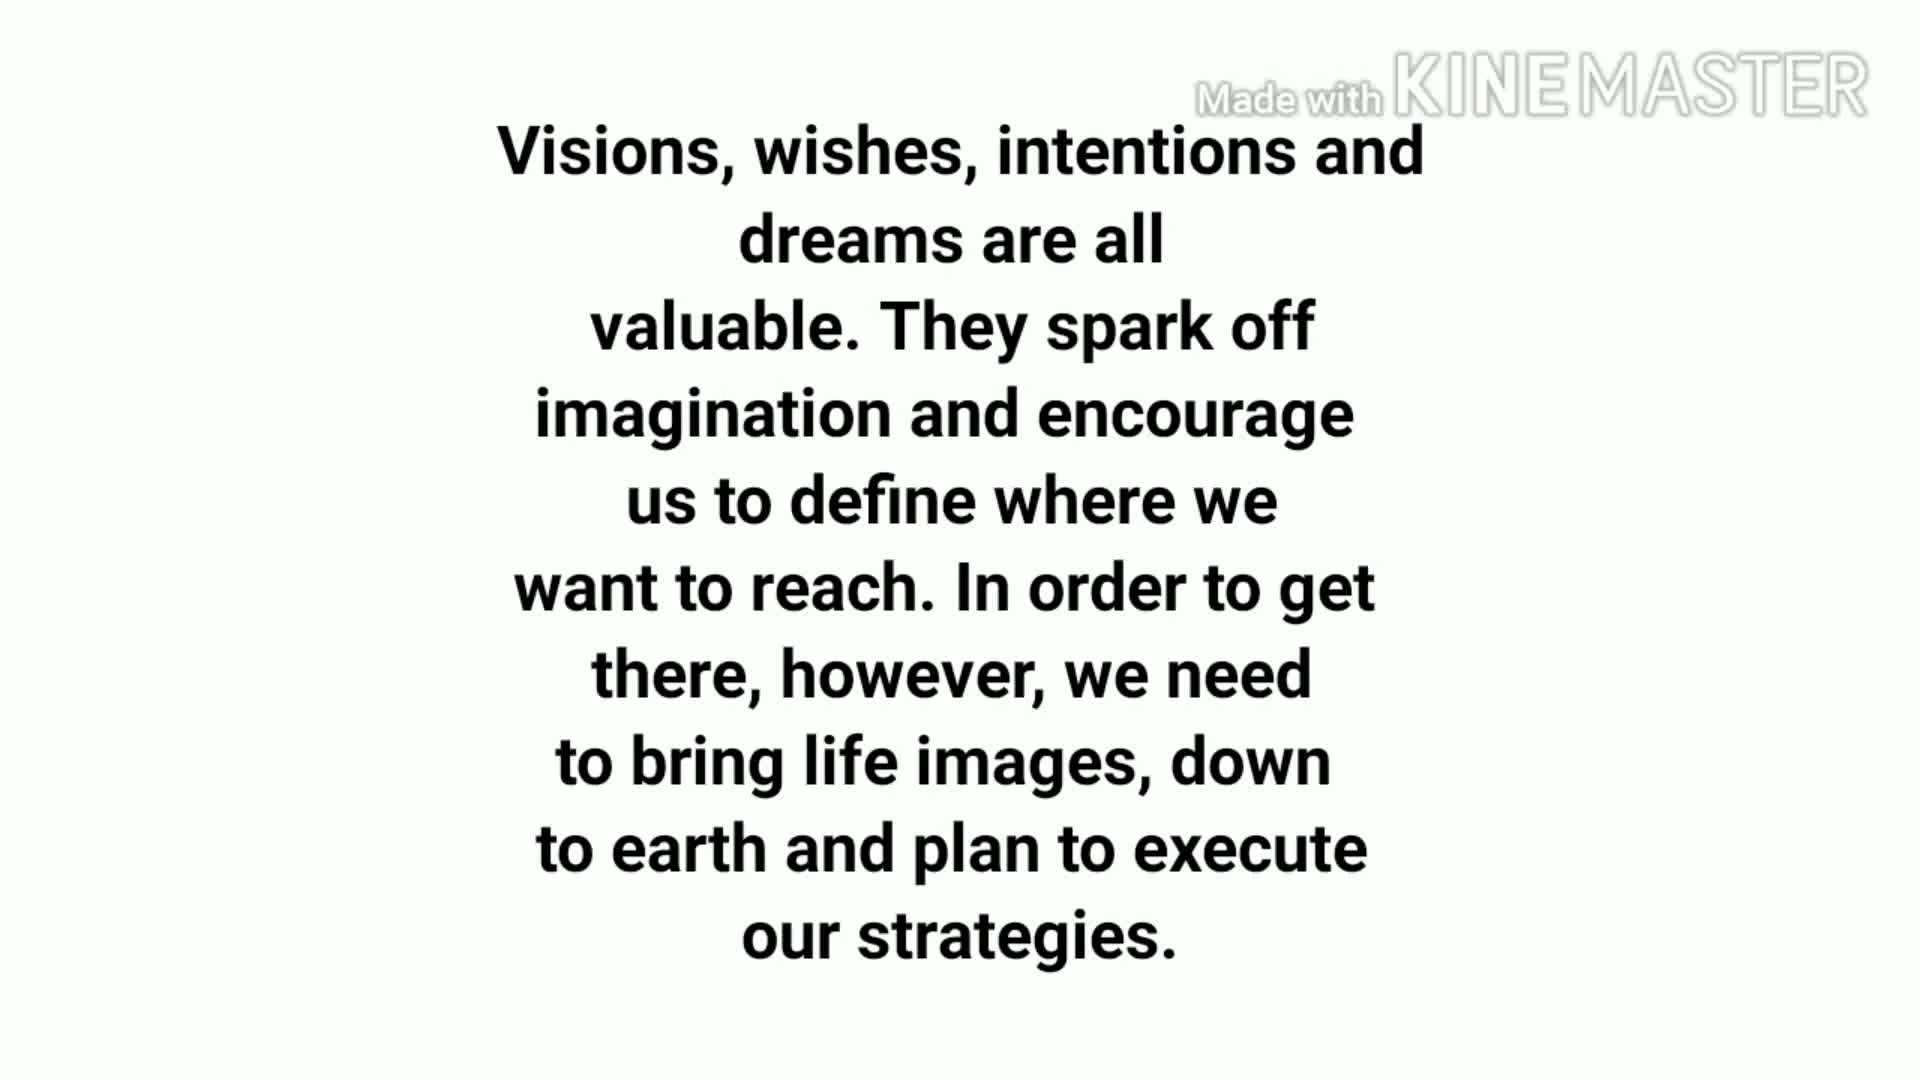 Made with KINEMASTER
Visions, wishes, intentions and
dreams are all
valuable. They spark off
imagination and encourage
us to define where we
want to reach. In order to get
there, however, we need
to bring life images, down
to earth and plan to execute
our strategies.